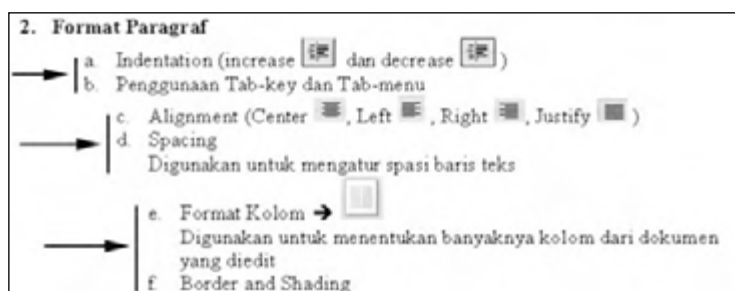 2. Format Paragraf
a. Indentation (increase dan decrease )
b. Penggunaan Tab-key dan Tab-menu
c. Alignment (Center , Left , Right , Justify )
d. Spacing
Digunakan untuk mengatur spasi baris teks
e. Format Kolom ➔
Digunakan untuk menentukan banyaknya kolom dari dokumen
yang diedit
f. Border and Shading